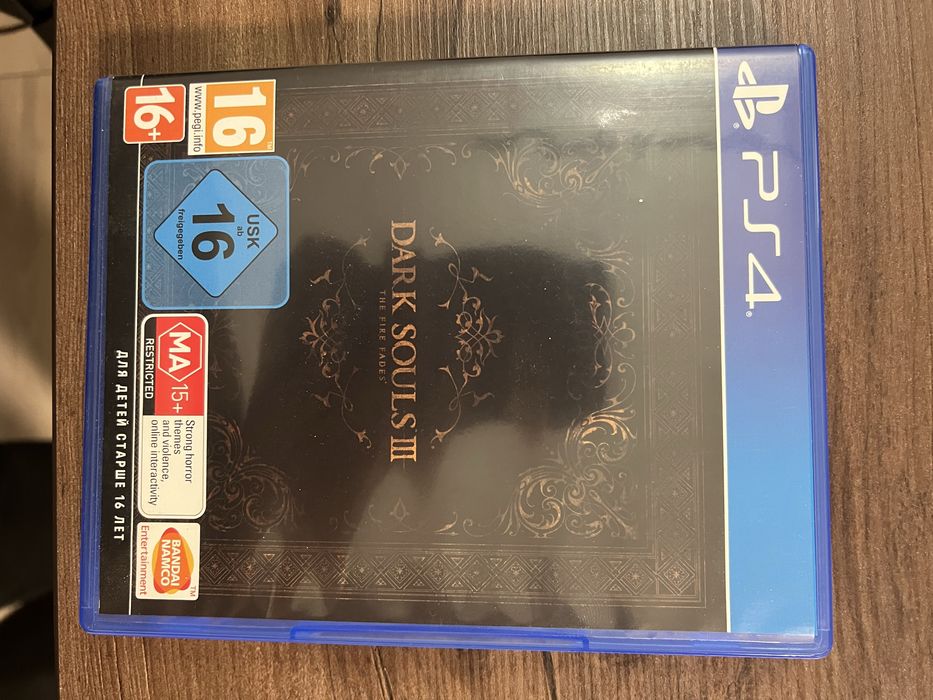 PS4
DARK SOULS III
THE FIRE FADES
16
www.pegi.info
16+
USK
ab
16
freigegeben
MA 15+
RESTRICTED
Strong horror
themes
and violence,
online interactivity
BANDAI
NAMCO
Entertainment
ДЛЯ ДЕТЕЙ СТАРШЕ 16 ЛЕТ